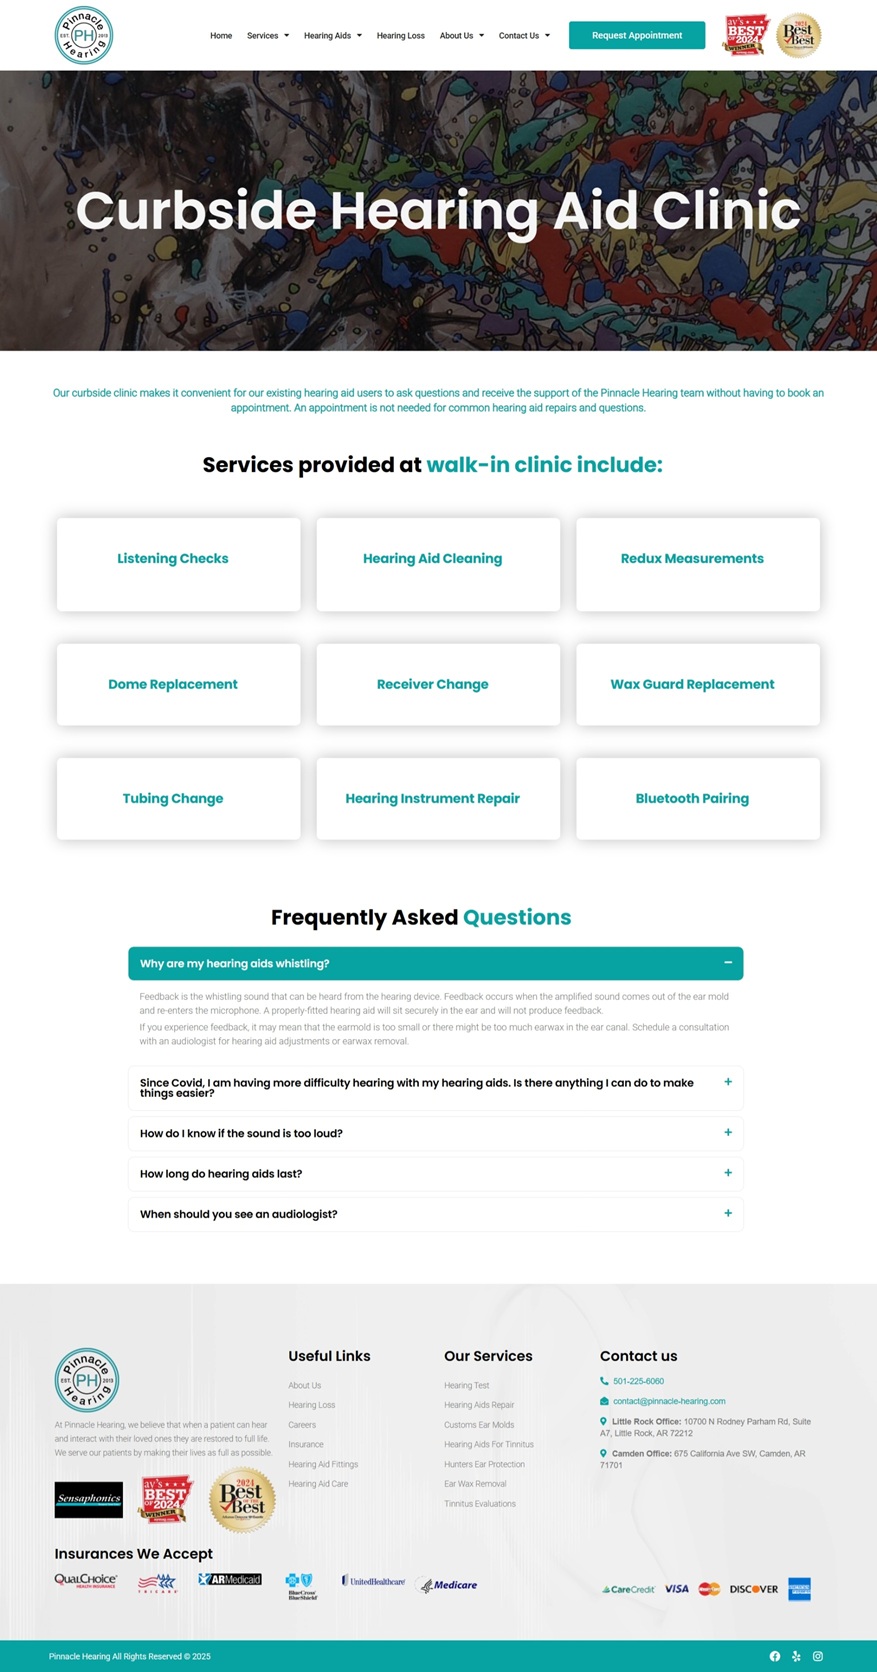 Pinnacle
EST. PH 2013
Hearing
Home Services Hearing Aids Hearing Loss About Us Contact Us Request Appointment
av's
BEST
OF 2024
WINNER
2024
Best
OF THE
Best
Curbside Hearing Aid Clinic
Our curbside clinic makes it convenient for our existing hearing aid users to ask questions and receive the support of the Pinnacle Hearing team without having to book an
appointment. An appointment is not needed for common hearing aid repairs and questions.
Services provided at walk-in clinic include:
Listening Checks
Hearing Aid Cleaning
Redux Measurements
Dome Replacement
Receiver Change
Wax Guard Replacement
Tubing Change
Hearing Instrument Repair
Bluetooth Pairing
Frequently Asked Questions
Why are my hearing aids whistling?
Feedback is the whistling sound that can be heard from the hearing device. Feedback occurs when the amplified sound comes out of the ear mold
and re-enters the microphone. A properly-fitted hearing aid will sit securely in the ear and will not produce feedback.
If you experience feedback, it may mean that the earmold is too small or there might be too much earwax in the ear canal. Schedule a consultation
with an audiologist for hearing aid adjustments or earwax removal.
Since Covid, I am having more difficulty hearing with my hearing aids. Is there anything I can do to make
things easier?
How do I know if the sound is too loud?
How long do hearing aids last?
When should you see an audiologist?
Pinnacle
EST. PH 2013
Hearing
At Pinnacle Hearing, we believe that when a patient can hear
and interact with their loved ones they are restored to full life.
We serve our patients by making their lives as full as possible.
Sensaphonics
av's
BEST
OF 2024
WINNER
2024
Best
OF THE
Best
Useful Links
About Us
Hearing Loss
Careers
Insurance
Hearing Aid Fittings
Hearing Aid Care
Our Services
Hearing Test
Hearing Aids Repair
Customs Ear Molds
Hearing Aids For Tinnitus
Hunters Ear Protection
Ear Wax Removal
Tinnitus Evaluations
Contact us
501-225-6060
contact@pinnacle-hearing.com
Little Rock Office: 10700 N Rodney Parham Rd, Suite
A7, Little Rock, AR 72212
Camden Office: 675 California Ave SW, Camden, AR
71701
Insurances We Accept
QUALCHOICE
HEALTH INSURANCE
TRICARE
ARMedicaid
BlueCross
BlueShield
UnitedHealthcare
Medicare
CareCredit VISA MasterCard DISCOVER AMERICAN EXPRESS
Pinnacle Hearing All Rights Reserved © 2025